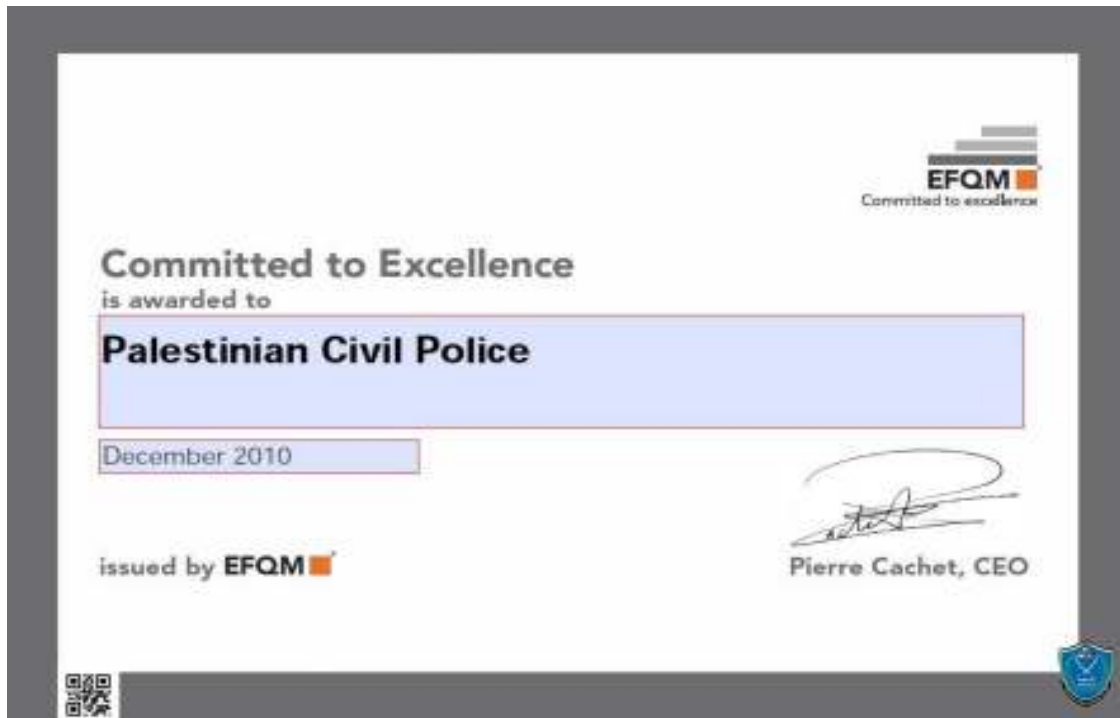 EFQM
Committed to excellence
Committed to Excellence
is awarded to
Palestinian Civil Police
December 2010
issued by EFQM
Pierre Cachet, CEO